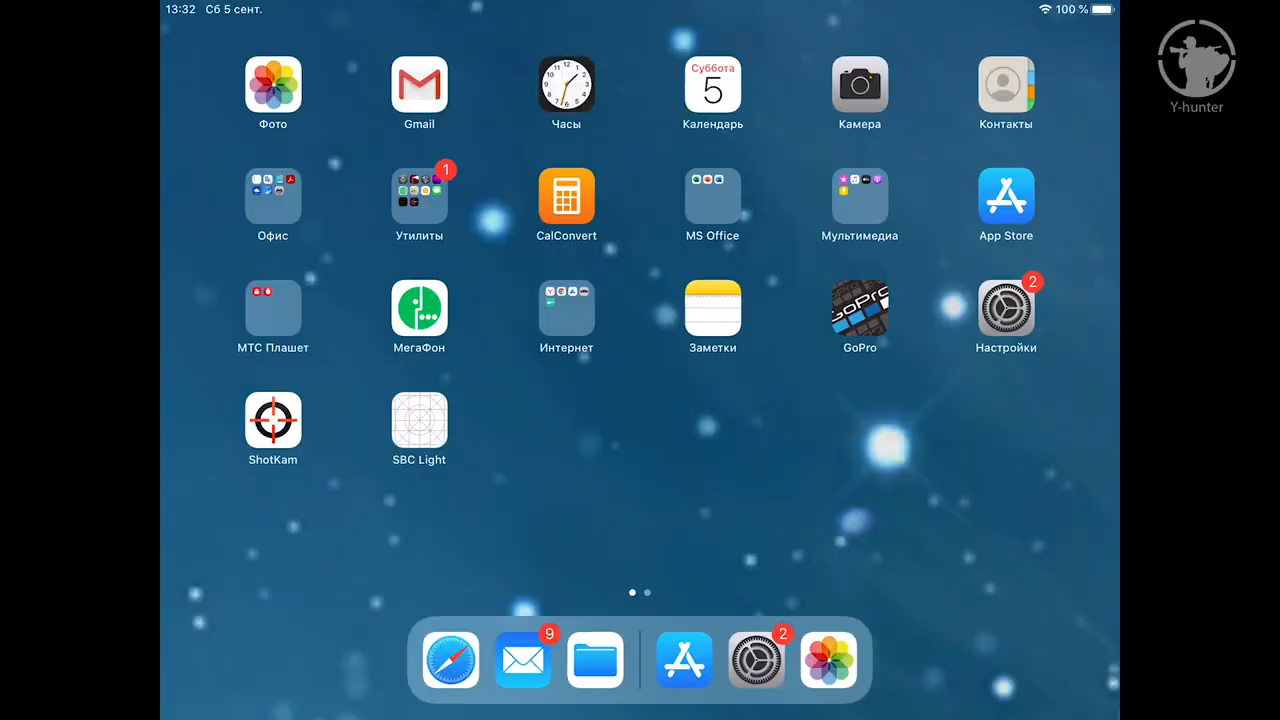 13:32 Сб 5 сент.
100 %
Y-hunter
Суббота
5
Фото
Gmail
Часы
Календарь
Камера
Контакты
1
Офис
Утилиты
CalConvert
MS Office
Мультимедиа
App Store
GoPro
2
МТС Плашет
МегаФон
Интернет
Заметки
GoPro
Настройки
ShotKam
SBC Light
9
2